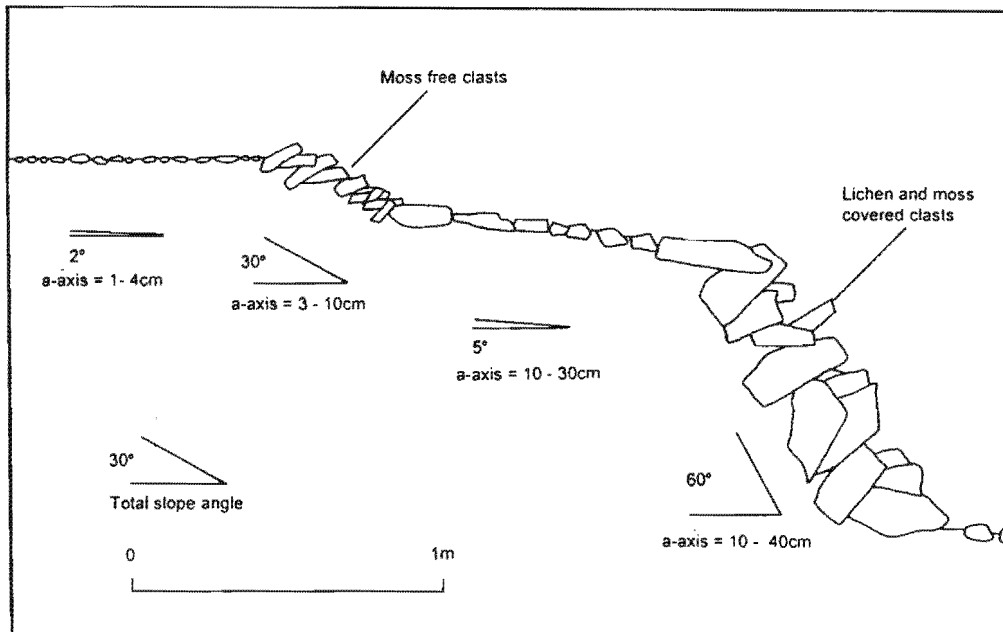 Moss free clasts
Lichen and moss
covered clasts
2°
a-axis = 1- 4cm
30°
a-axis = 3 - 10cm
5°
a-axis = 10 - 30cm
30°
Total slope angle
60°
a-axis = 10 - 40cm
0
1m